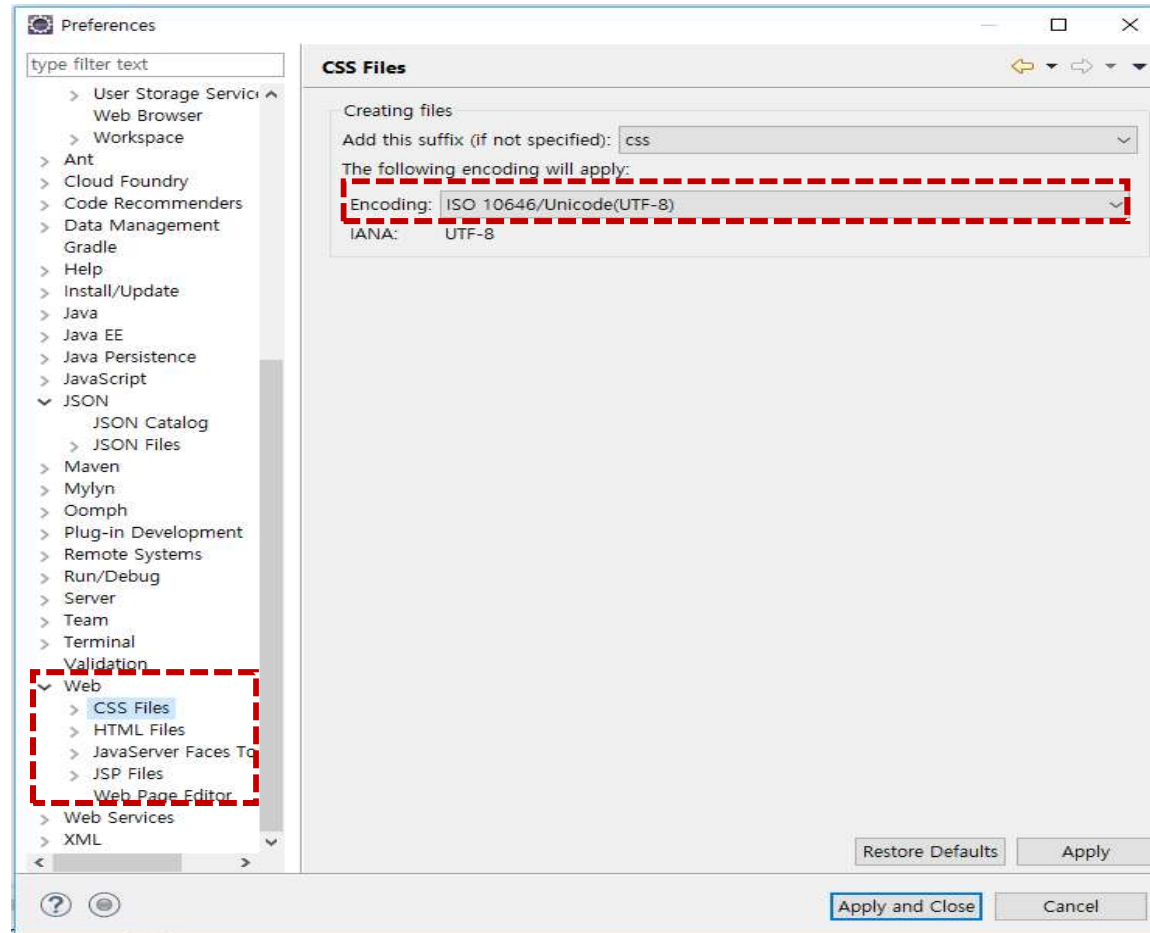 Preferences
type filter text
User Storage Servic
Web Browser
Workspace
Ant
Cloud Foundry
Code Recommenders
Data Management
Gradle
Help
Install/Update
Java
Java EE
Java Persistence
JavaScript
JSON
JSON Catalog
JSON Files
Maven
Mylyn
Oomph
Plug-in Development
Remote Systems
Run/Debug
Server
Team
Terminal
Validation
Web
CSS Files
HTML Files
JavaServer Faces To
JSP Files
Web Page Editor
Web Services
XML
CSS Files
Creating files
Add this suffix (if not specified): css
The following encoding will apply:
Encoding: ISO 10646/Unicode(UTF-8)
IANA: UTF-8
Restore Defaults Apply
Apply and Close Cancel